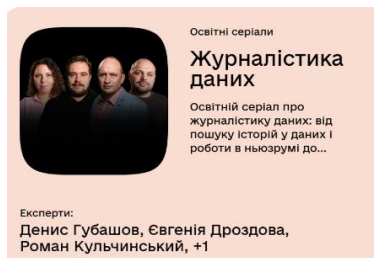 Освітні серіали
Журналістика
даних
Освітній серіал про
журналістику даних: від
пошуку історій у даних і
роботи в ньюзрумі до...
Експерти:
Денис Губашов, Євгенія Дроздова,
Роман Кульчинський, +1